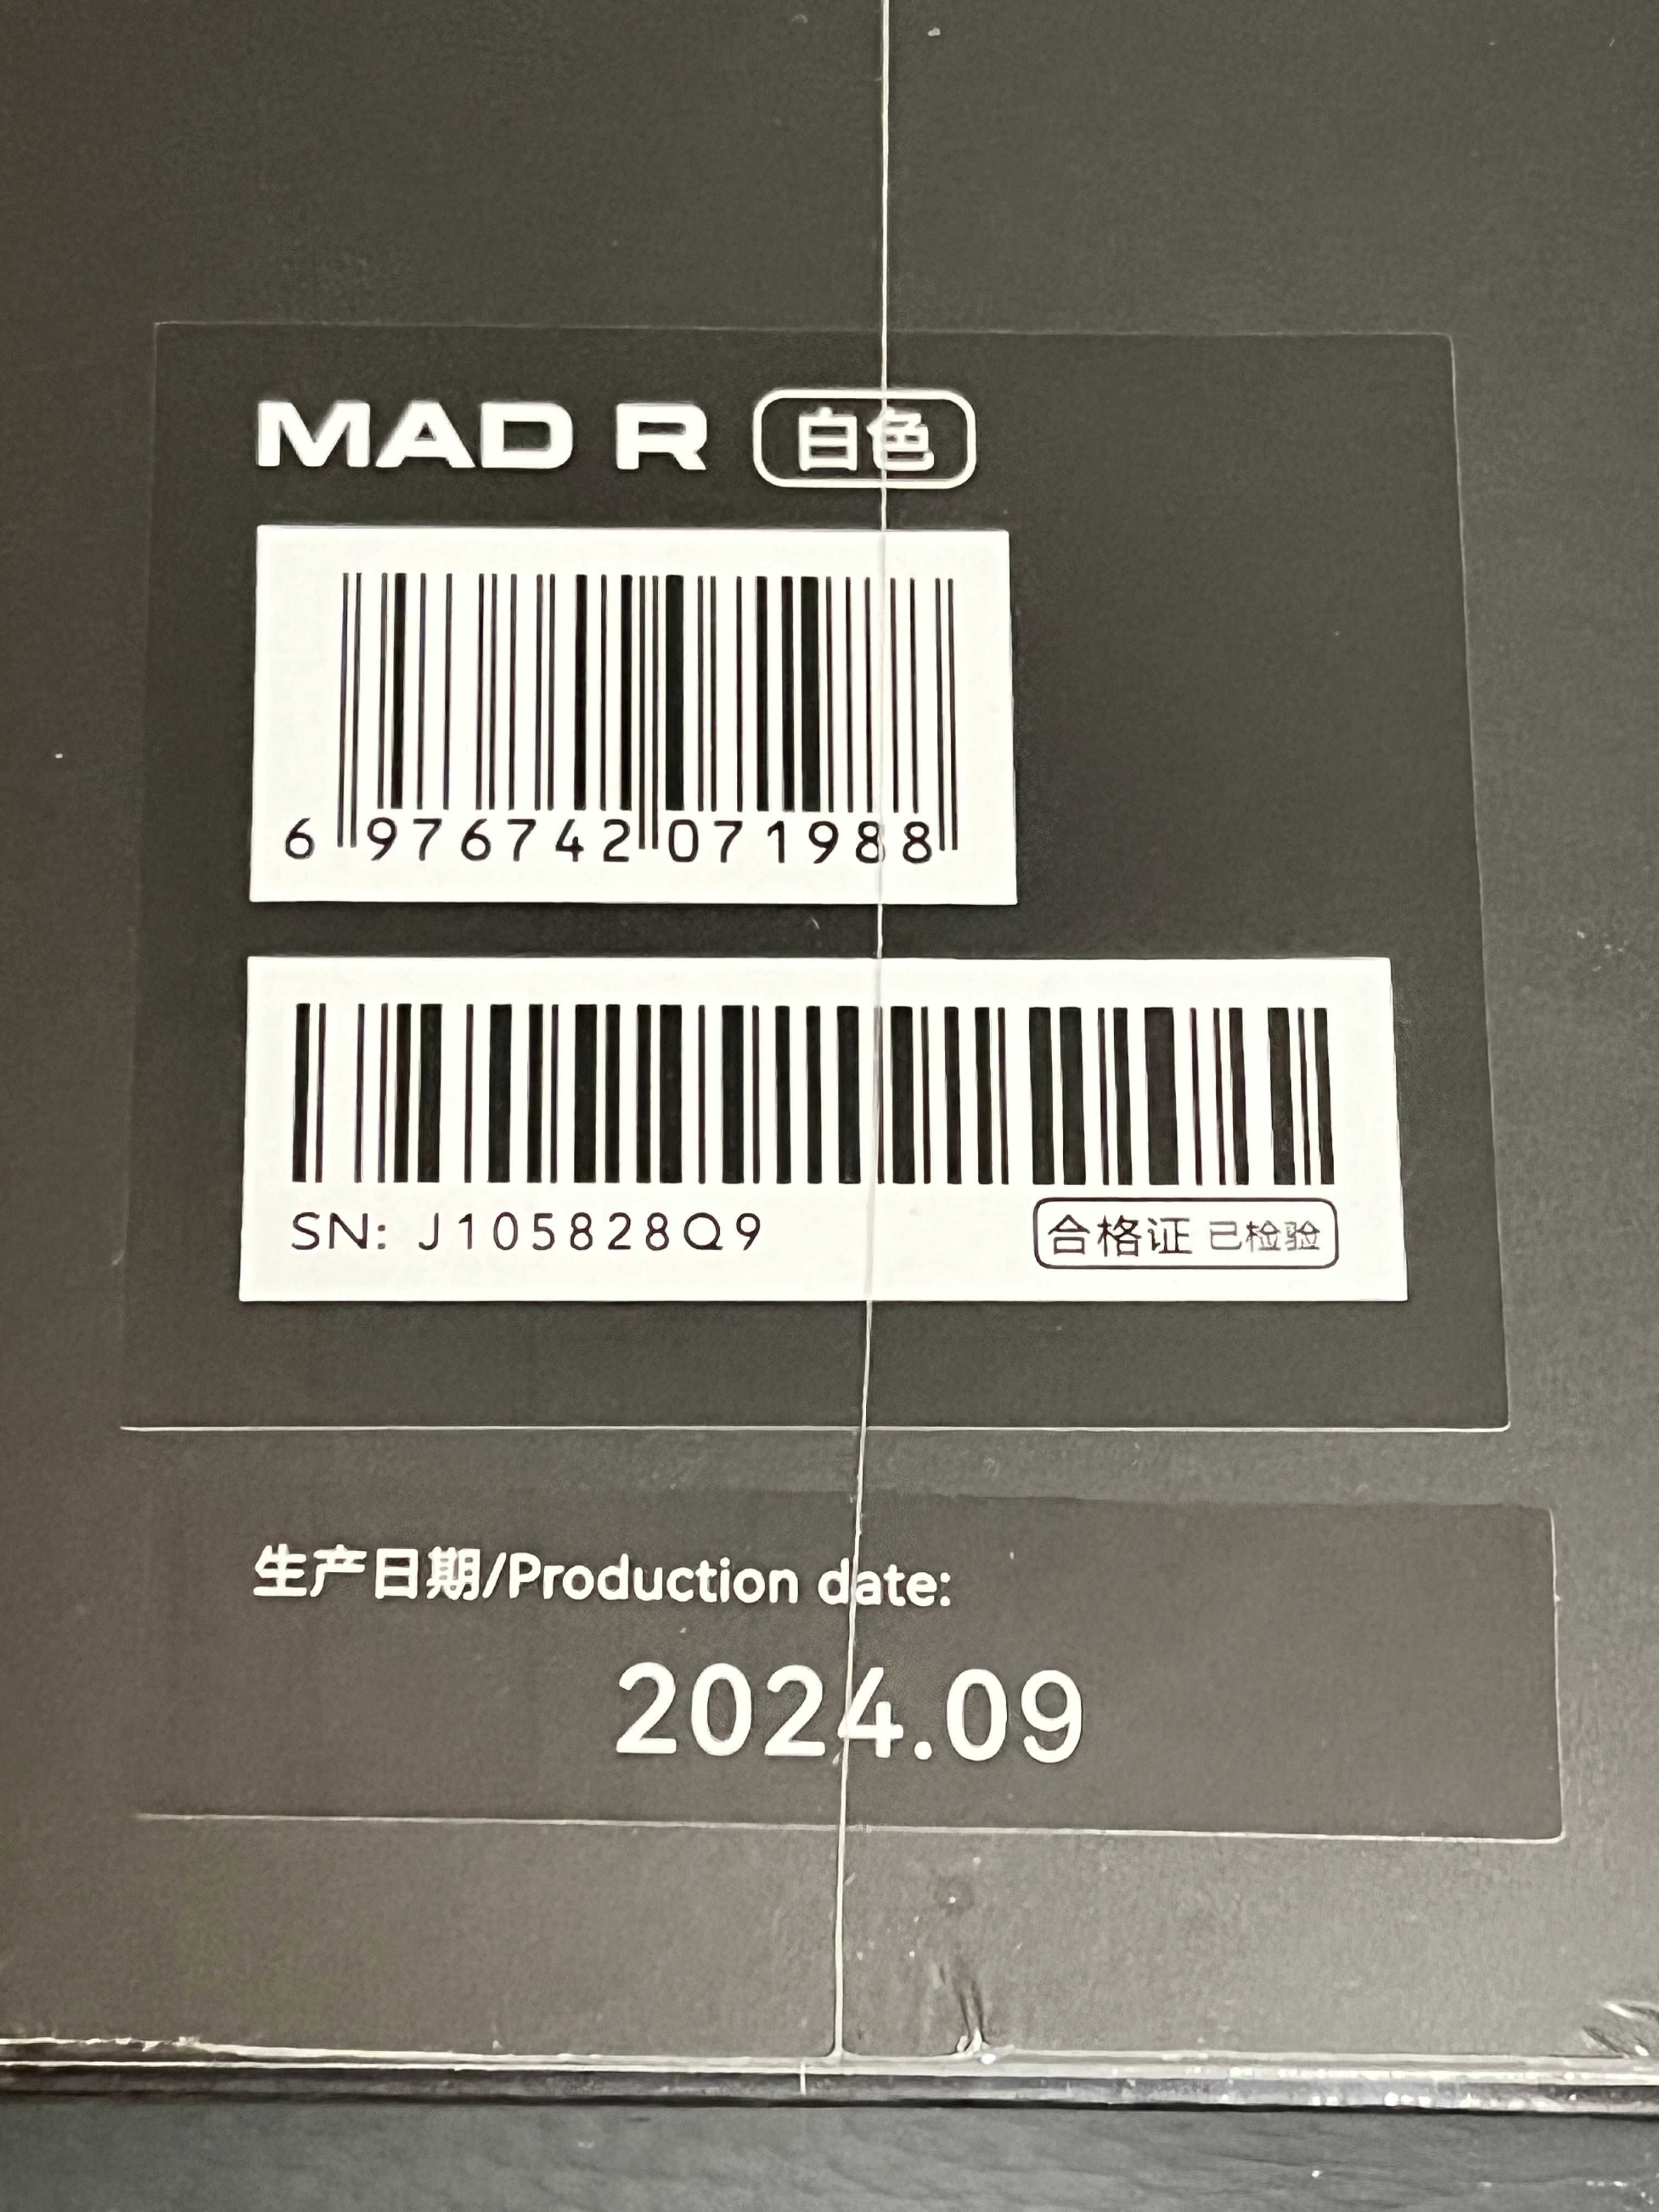 MAD R 白色
6 976742 071988
SN: J105828Q9 合格证 已检验
生产日期/Production date:
2024.09